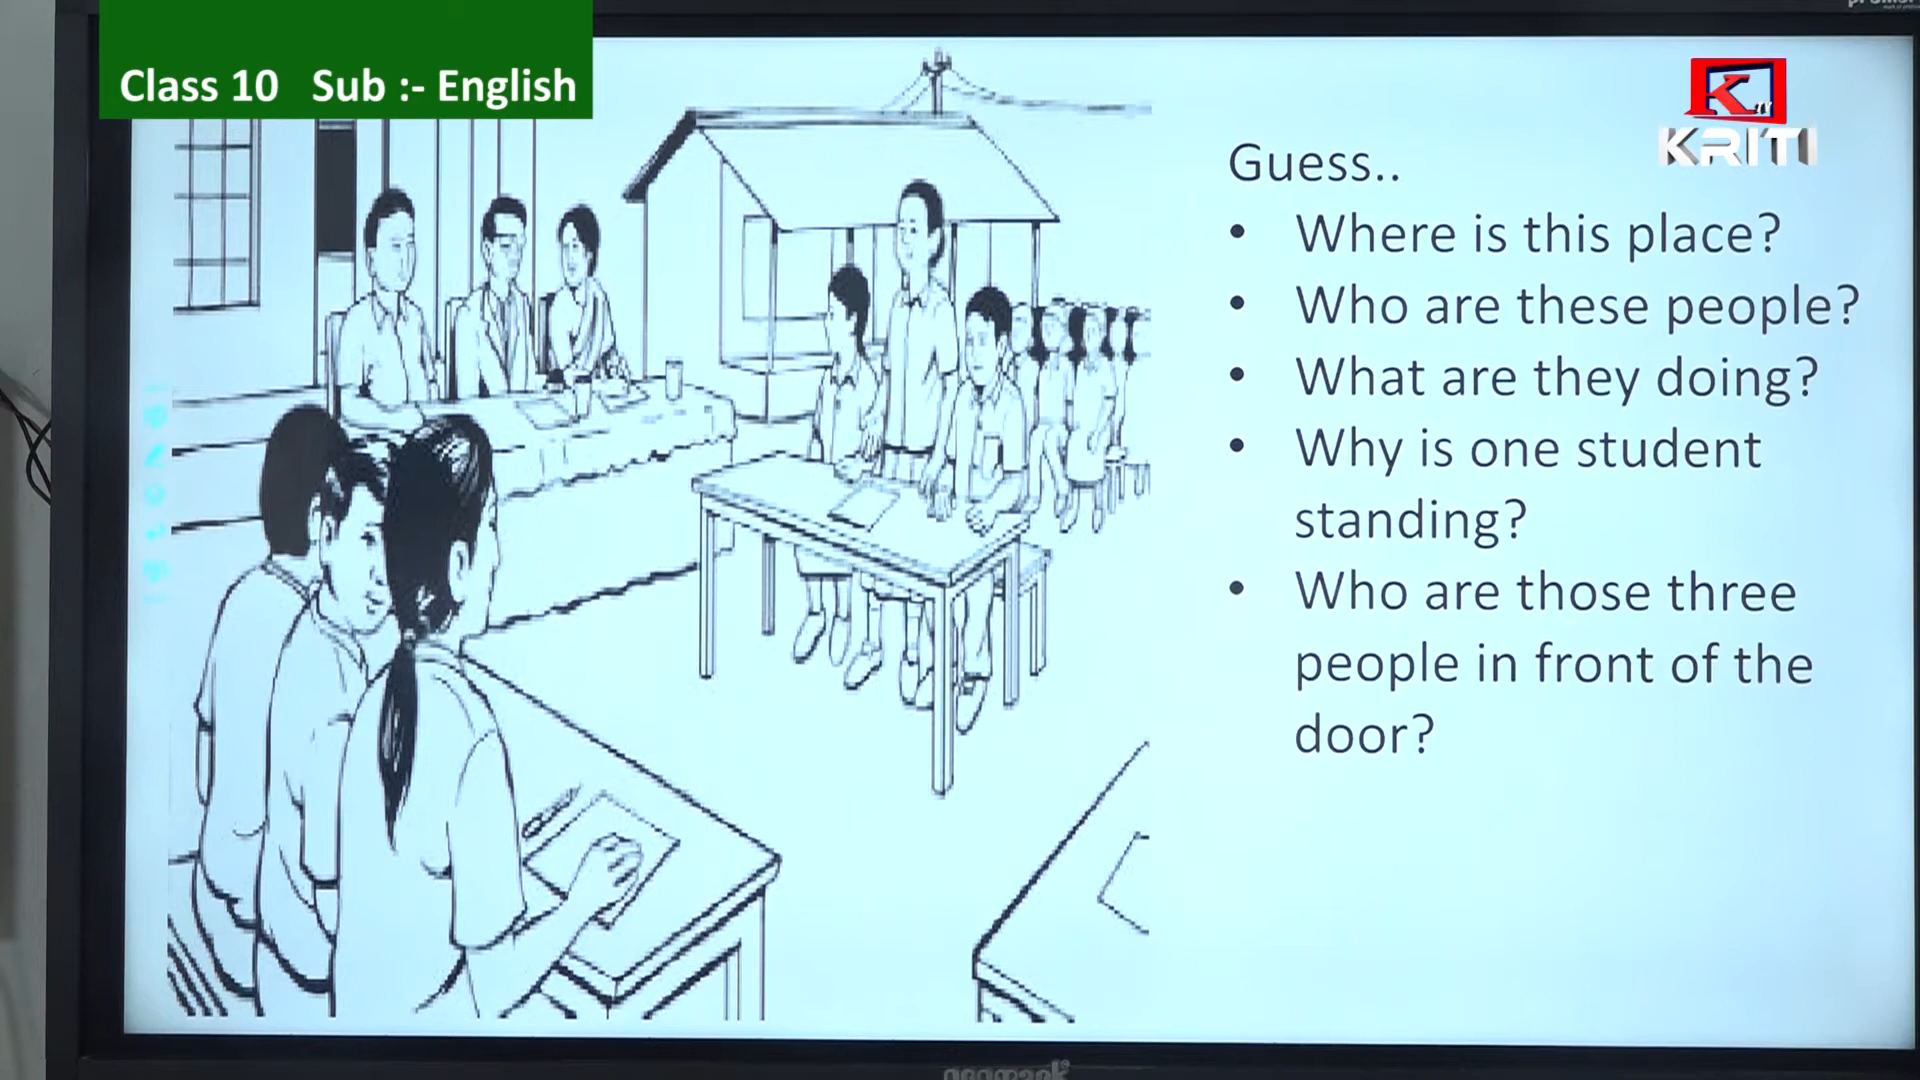 Class 10 Sub :- English
K TV
KRITI
Guess..
• Where is this place?
• Who are these people?
• What are they doing?
• Why is one student
standing?
• Who are those three
people in front of the
door?